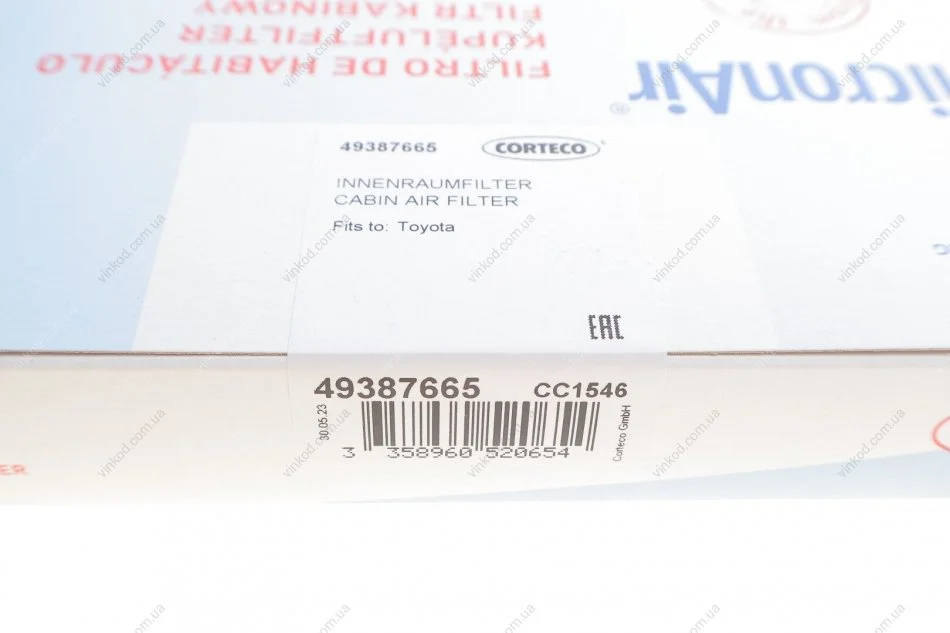 FILTR KABINOWY
KUPÉLUFTFILTER
FILTRO DE HABITÁCULO
micronAir®
49387665 CORTECO
INNENRAUMFILTER
CABIN AIR FILTER
Fits to: Toyota
EAC
49387665 CC1546
30.05.23
3 358960 520654
Corteco GmbH
vinkod.com.ua